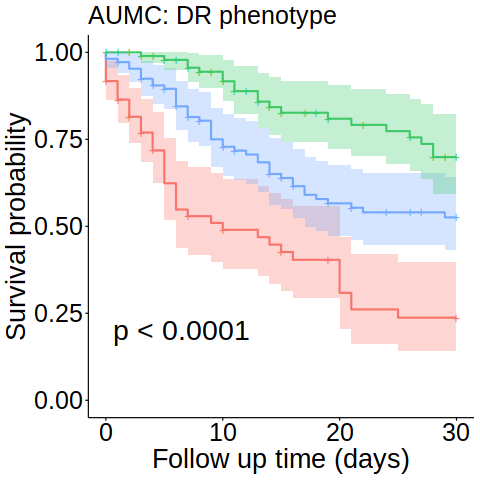 AUMC: DR phenotype
1.00
0.75
0.50
0.25
0.00
Survival probability
p < 0.0001
0 10 20 30
Follow up time (days)